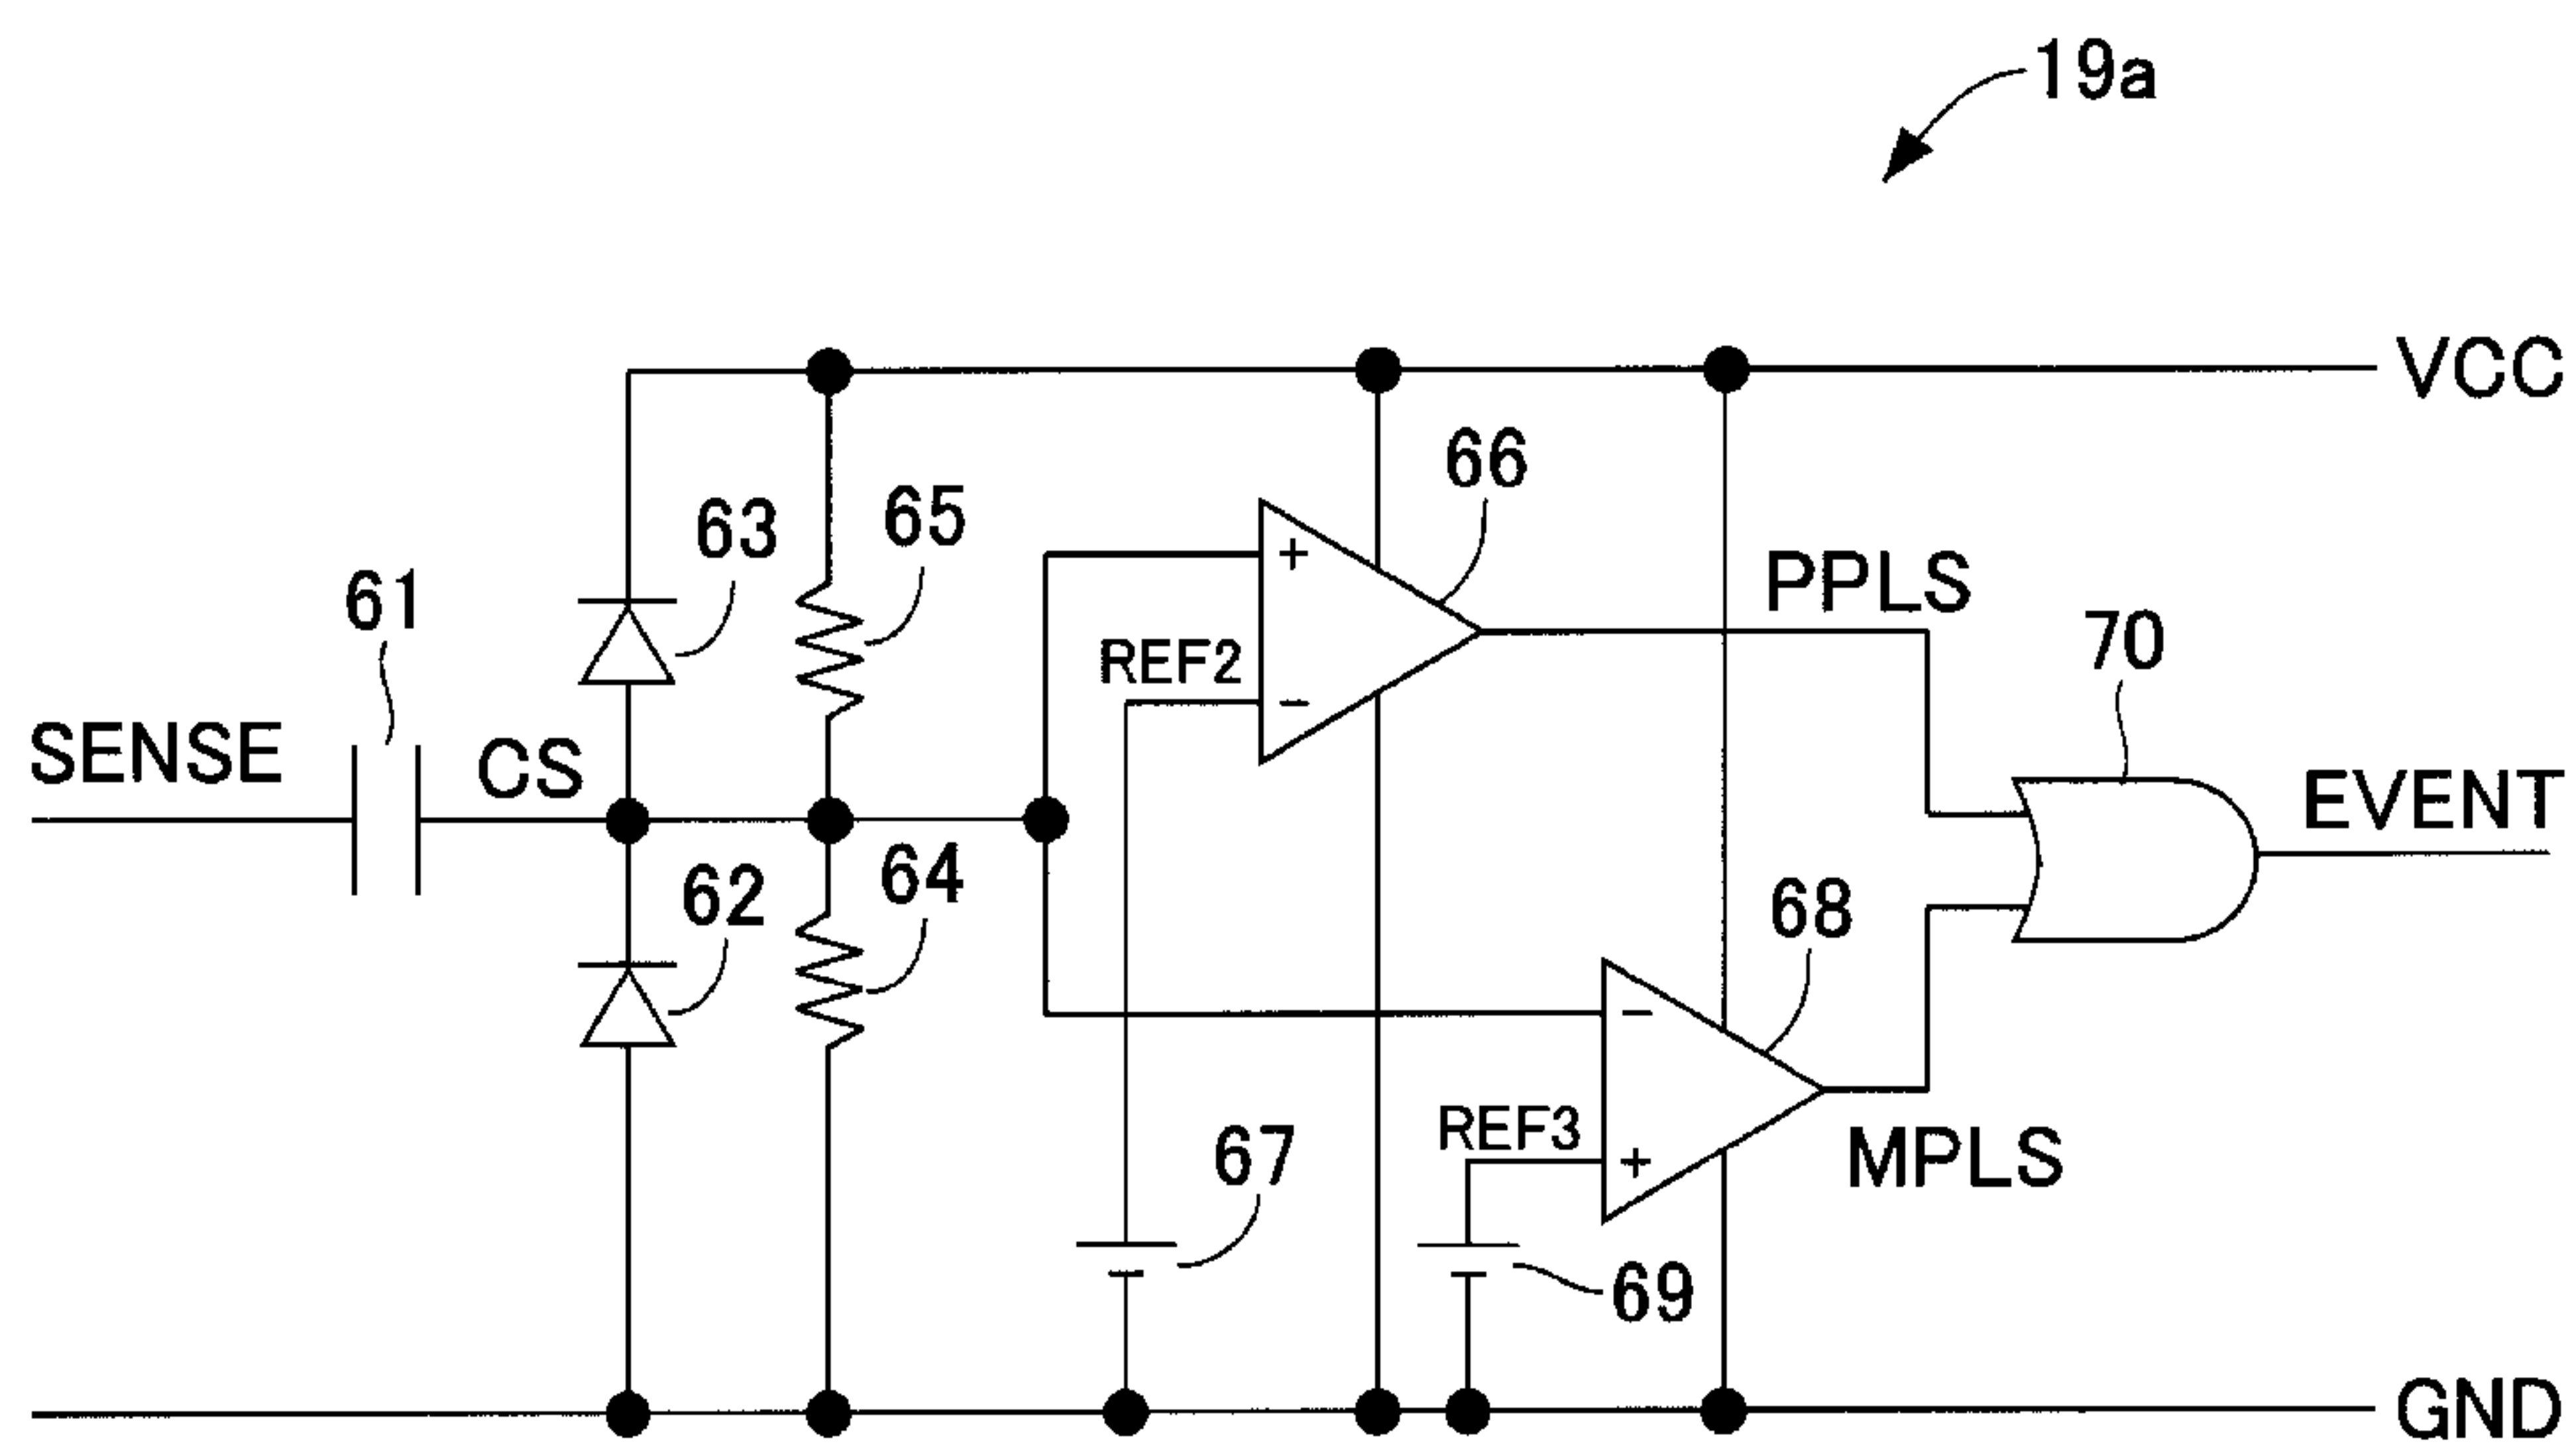 19a
VCC
66
65
63
PPLS
61
70
REF2
SENSE
CS
EVENT
64
62
68
+
−
−
+
REF3
67
MPLS
69
GND